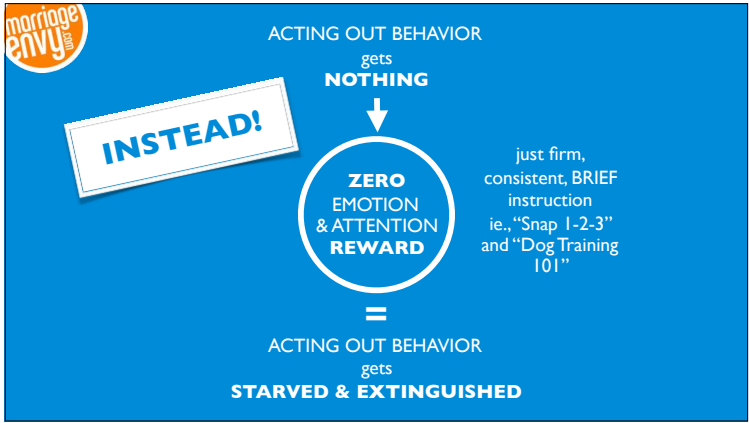 marriage
envy
.com
ACTING OUT BEHAVIOR
gets
NOTHING
INSTEAD!
ZERO
EMOTION
& ATTENTION
REWARD
just firm,
consistent, BRIEF
instruction
ie., “Snap 1-2-3”
and “Dog Training
101”
=
ACTING OUT BEHAVIOR
gets
STARVED & EXTINGUISHED